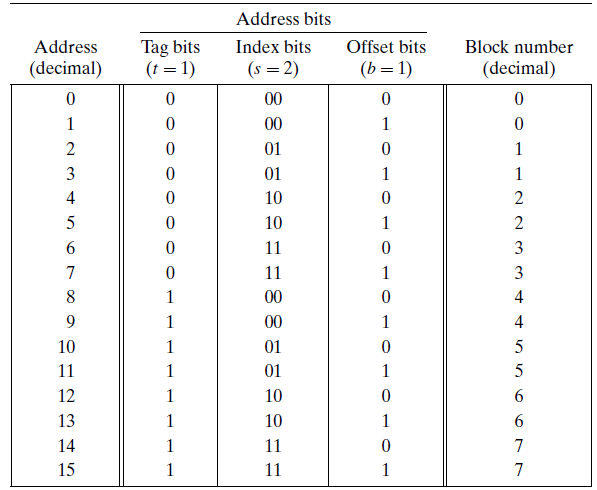 Address bits
Address Tag bits Index bits Offset bits Block number
(decimal) (t = 1) (s = 2) (b = 1) (decimal)
0 0 00 0 0
1 0 00 1 0
2 0 01 0 1
3 0 01 1 1
4 0 10 0 2
5 0 10 1 2
6 0 11 0 3
7 0 11 1 3
8 1 00 0 4
9 1 00 1 4
10 1 01 0 5
11 1 01 1 5
12 1 10 0 6
13 1 10 1 6
14 1 11 0 7
15 1 11 1 7